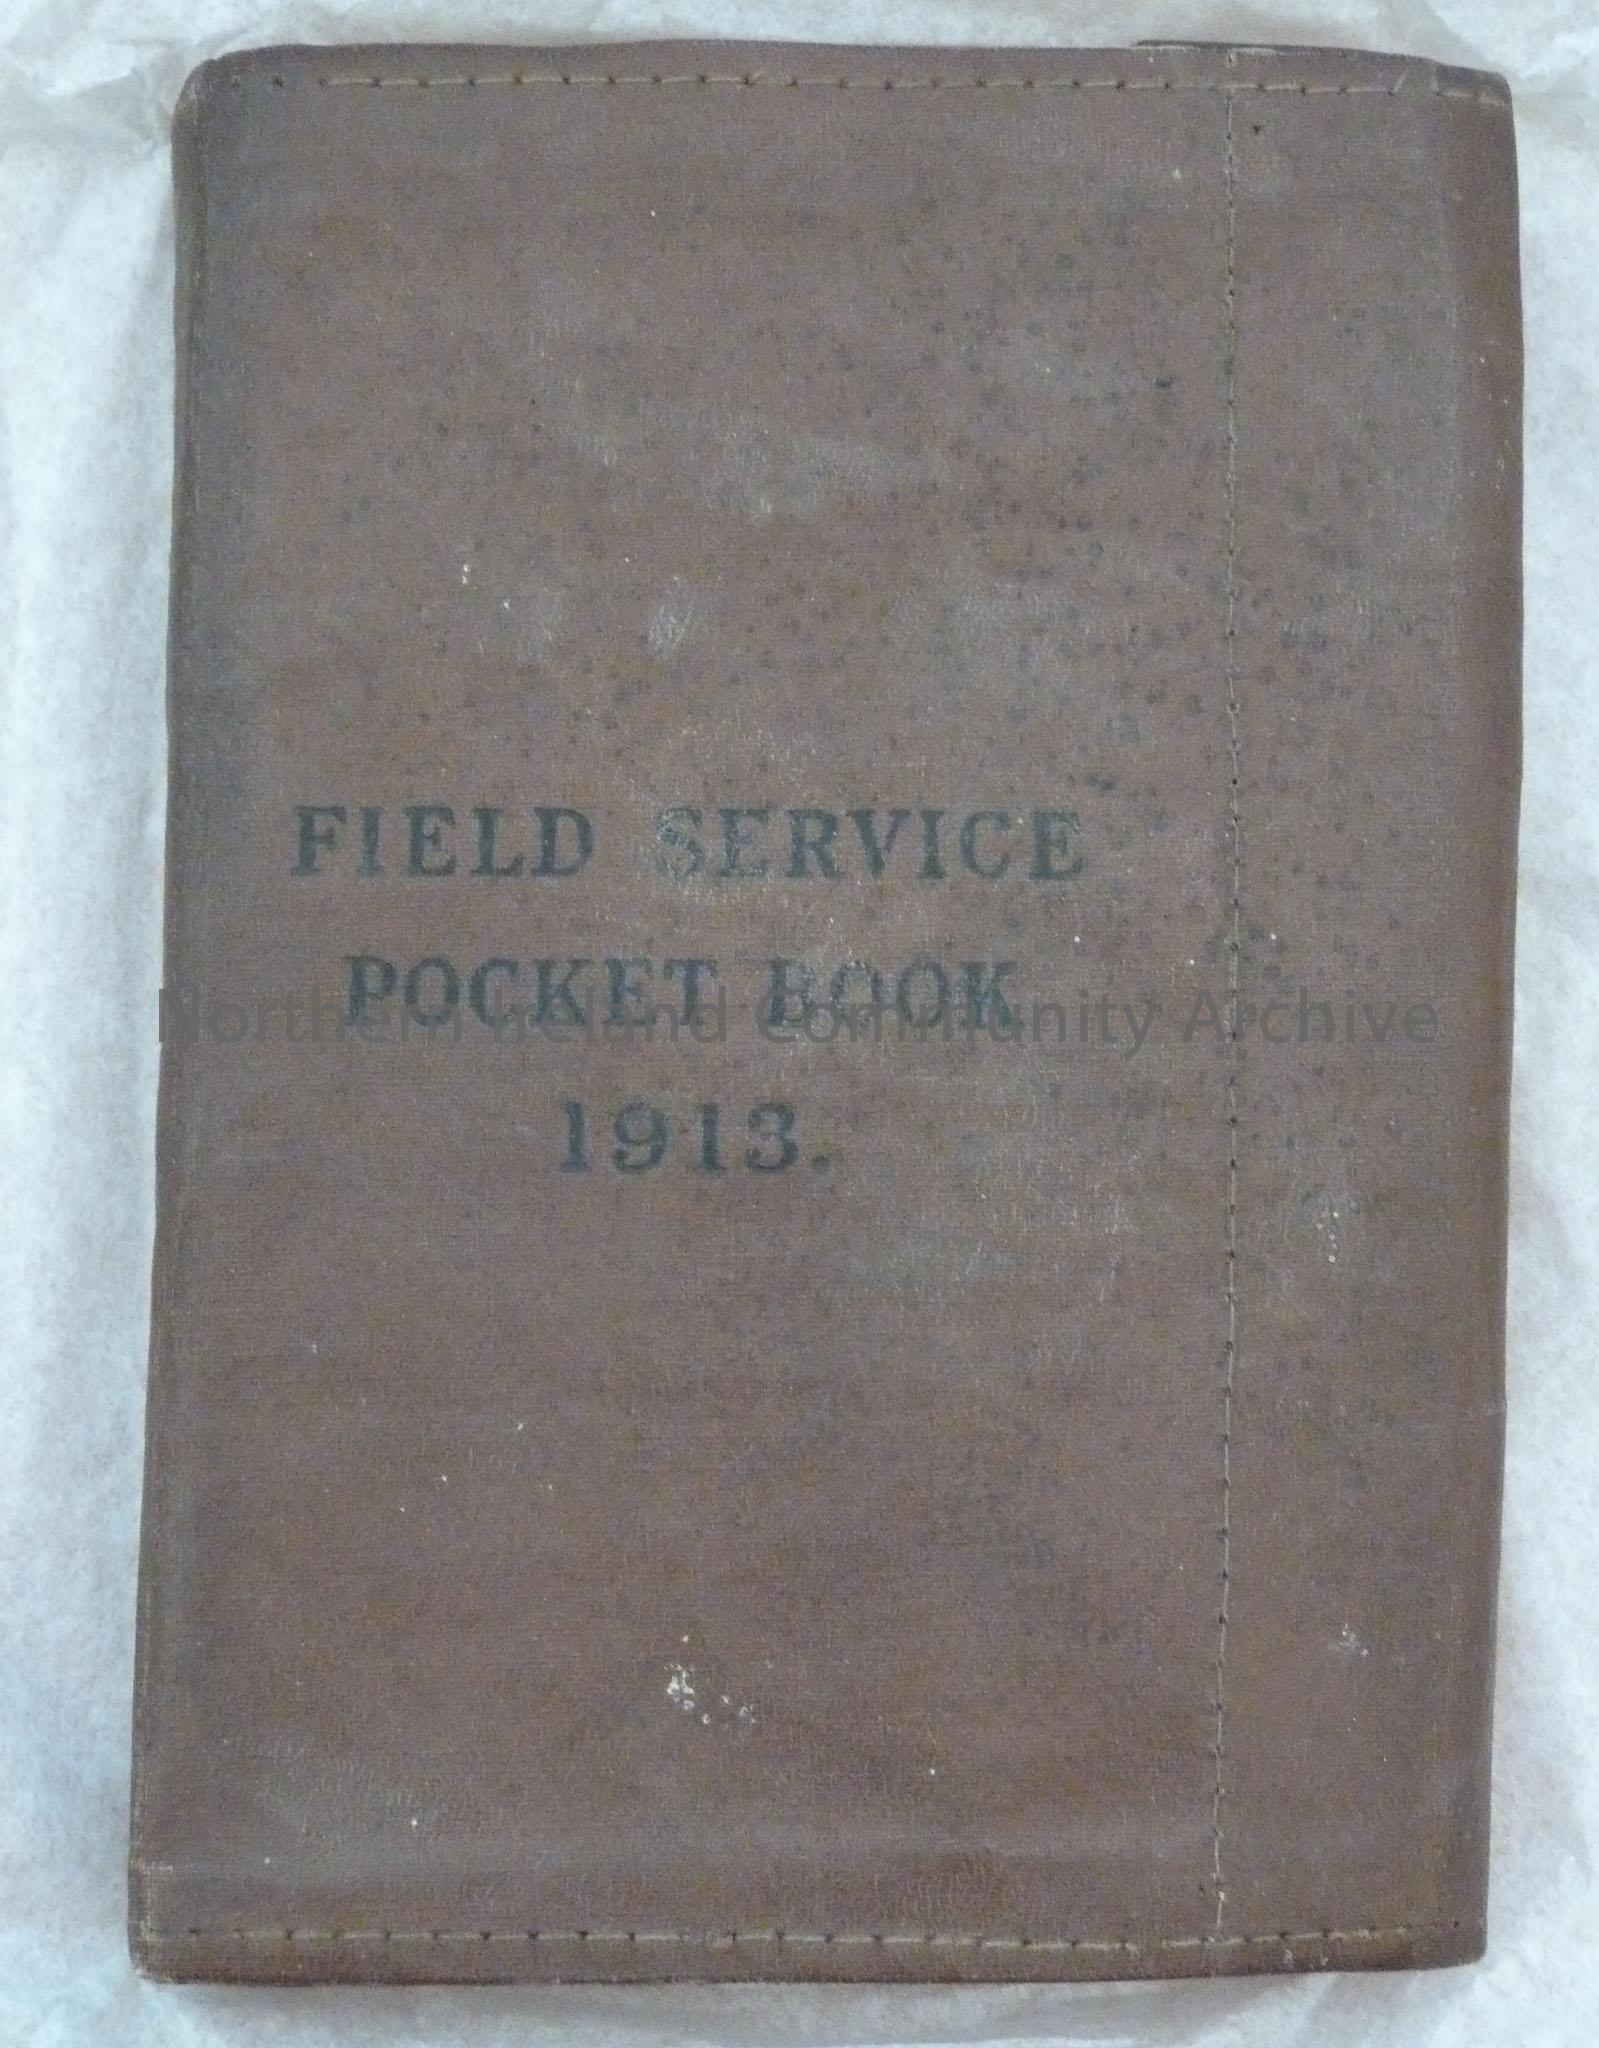 FIELD SERVICE
POCKET BOOK
Northern Ireland Community Archive
1913.